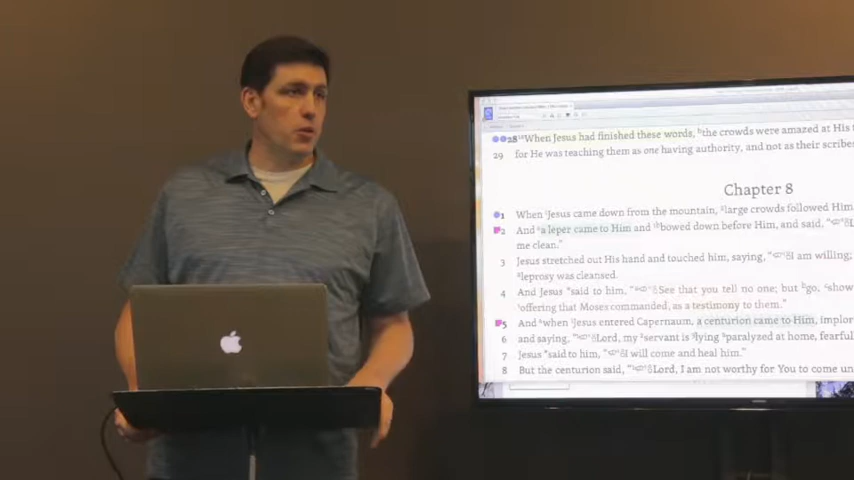 28 When Jesus had finished these words, the crowds were amazed at His
29 for He was teaching them as one having authority, and not as their scribes
Chapter 8
1 When Jesus came down from the mountain, large crowds followed Him
2 And a leper came to Him and bowed down before Him, and said,
me clean."
3 Jesus stretched out His hand and touched him, saying, "I am willing;
leprosy was cleansed.
4 And Jesus *said to him, "See that you tell no one; but go, show
offering that Moses commanded, as a testimony to them."
5 And when Jesus entered Capernaum, a centurion came to Him, implor
6 and saying, "Lord, my servant is lying paralyzed at home, fearful
7 Jesus *said to him, "I will come and heal him."
8 But the centurion said, "Lord, I am not worthy for You to come un